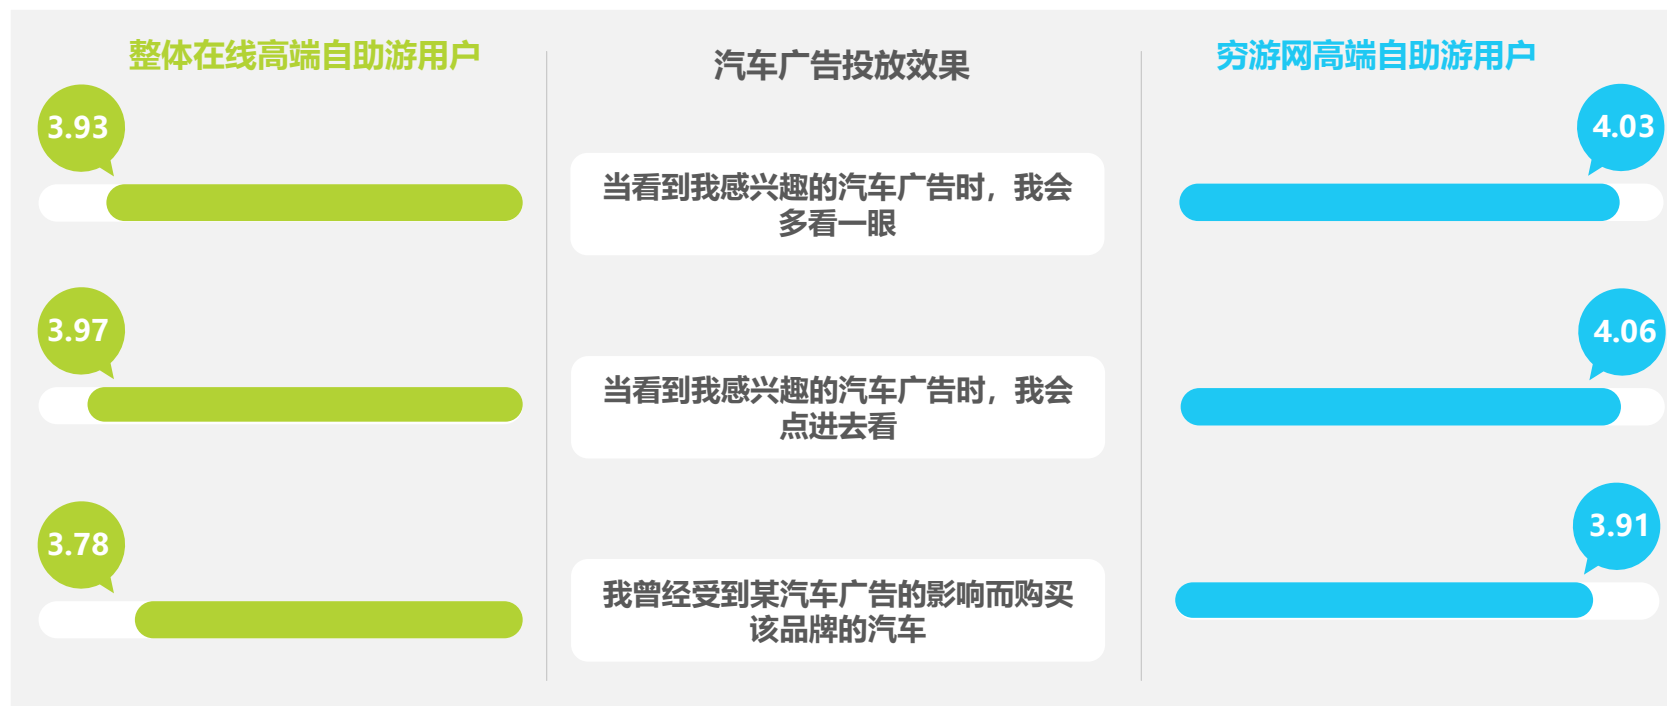 整体在线高端自助游用户
汽车广告投放效果
穷游网高端自助游用户
3.93
当看到我感兴趣的汽车广告时，我会
多看一眼
4.03
3.97
当看到我感兴趣的汽车广告时，我会
点进去看
4.06
3.78
我曾经受到某汽车广告的影响而购买
该品牌的汽车
3.91